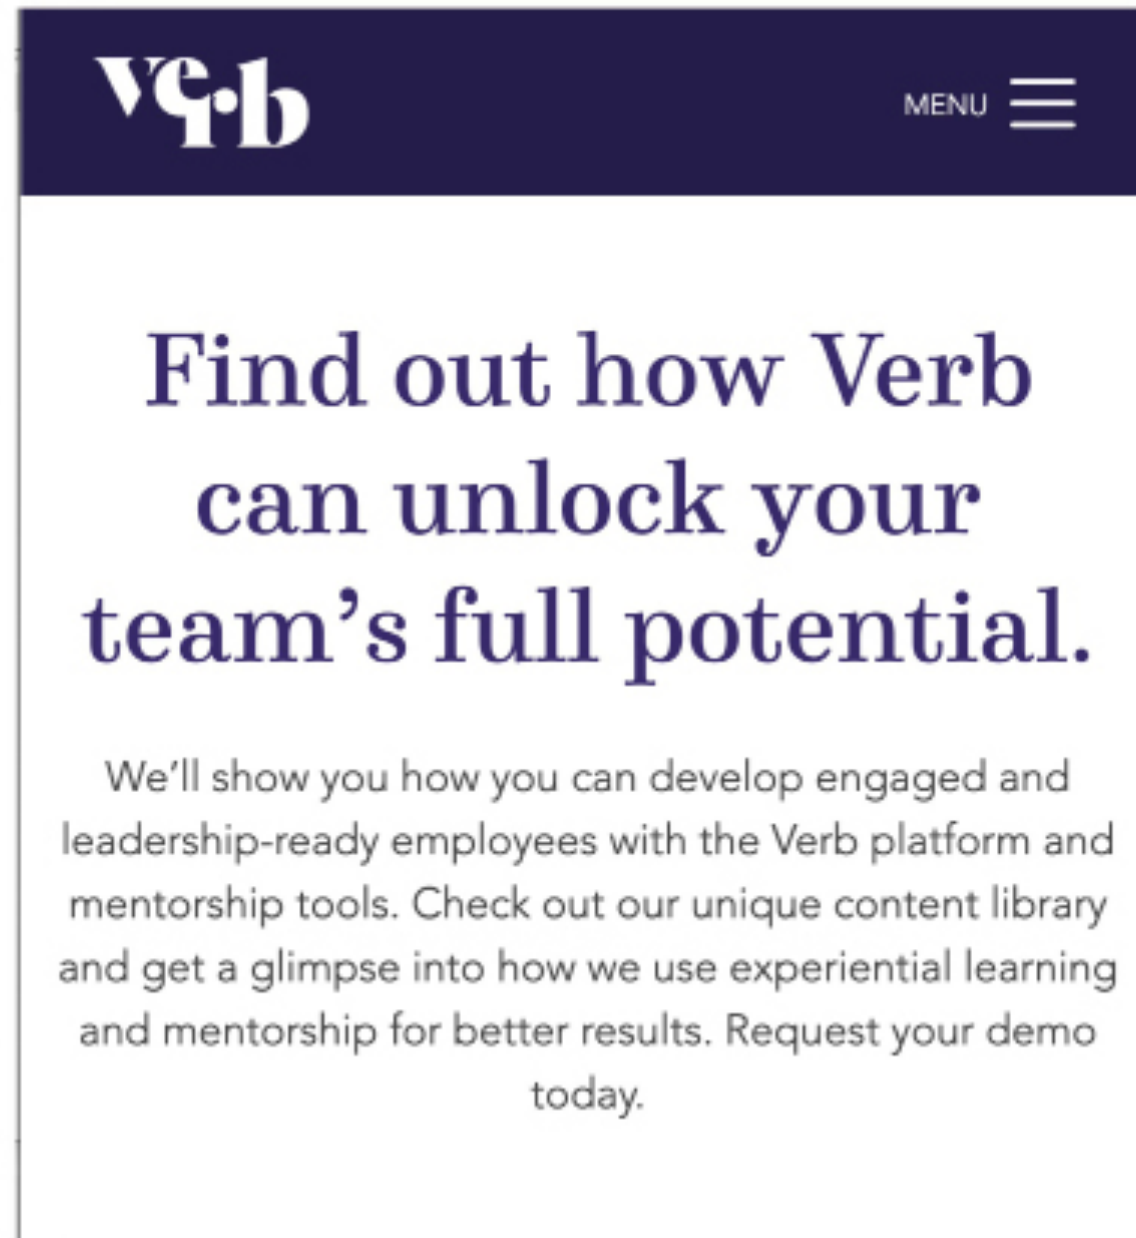 verb
MENU
Find out how Verb
can unlock your
team’s full potential.
We’ll show you how you can develop engaged and
leadership-ready employees with the Verb platform and
mentorship tools. Check out our unique content library
and get a glimpse into how we use experiential learning
and mentorship for better results. Request your demo
today.